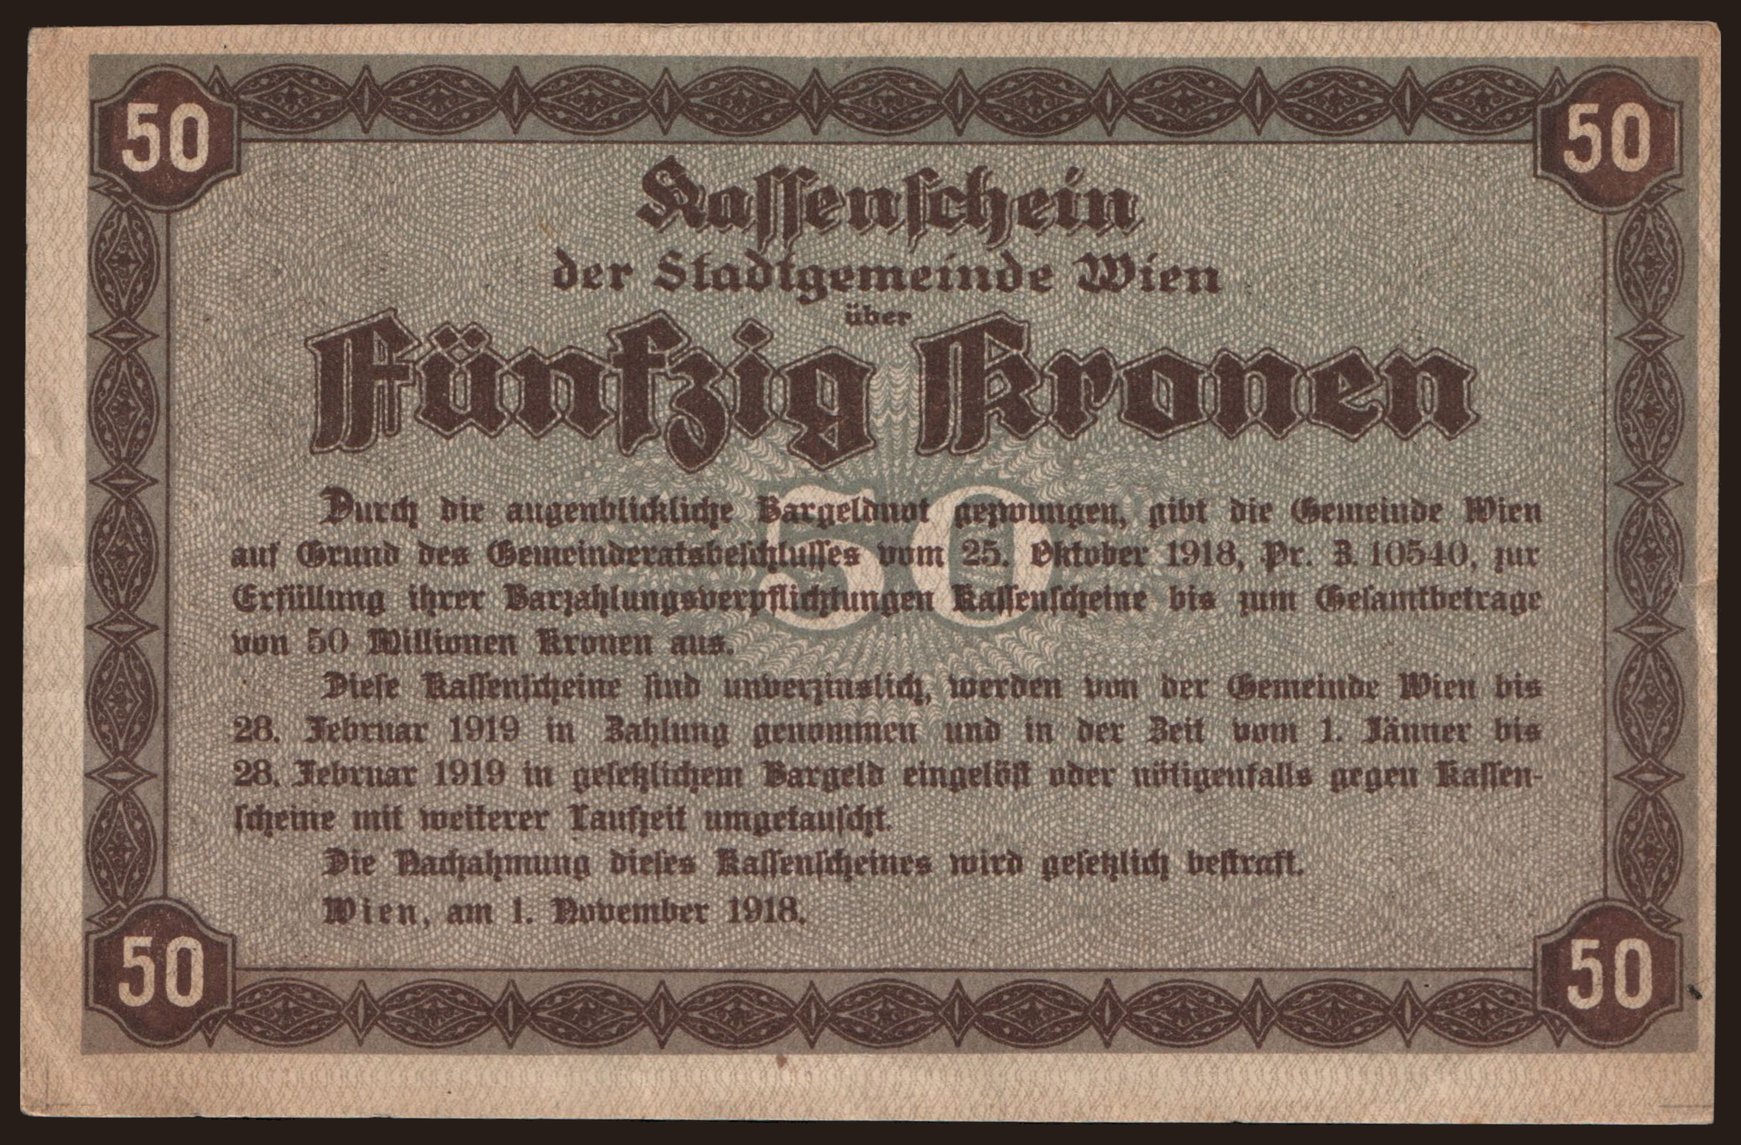 50 50
Kassenschein
der Stadtgemeinde Wien
über
Fünfzig Kronen
50
Durch die augenblickliche Bargeldnot gezwungen, gibt die Gemeinde Wien
auf Grund des Gemeinderatsbeschlusses vom 25. Oktober 1918, Pr. Z. 10540, zur
Erfüllung ihrer Barzahlungsverpflichtungen Kassenscheine bis zum Gesamtbetrage
von 50 Millionen Kronen aus.
Diese Kassenscheine sind unverzinslich, werden von der Gemeinde Wien bis
28. Februar 1919 in Zahlung genommen und in der Zeit vom 1. Jänner bis
28. Februar 1919 in gesetzlichem Bargeld eingelöst oder nötigenfalls gegen Kassen-
scheine mit weiterer Laufzeit umgetauscht.
Die Nachahmung dieses Kassenscheines wird gesetzlich bestraft.
Wien, am 1. November 1918.
50 50